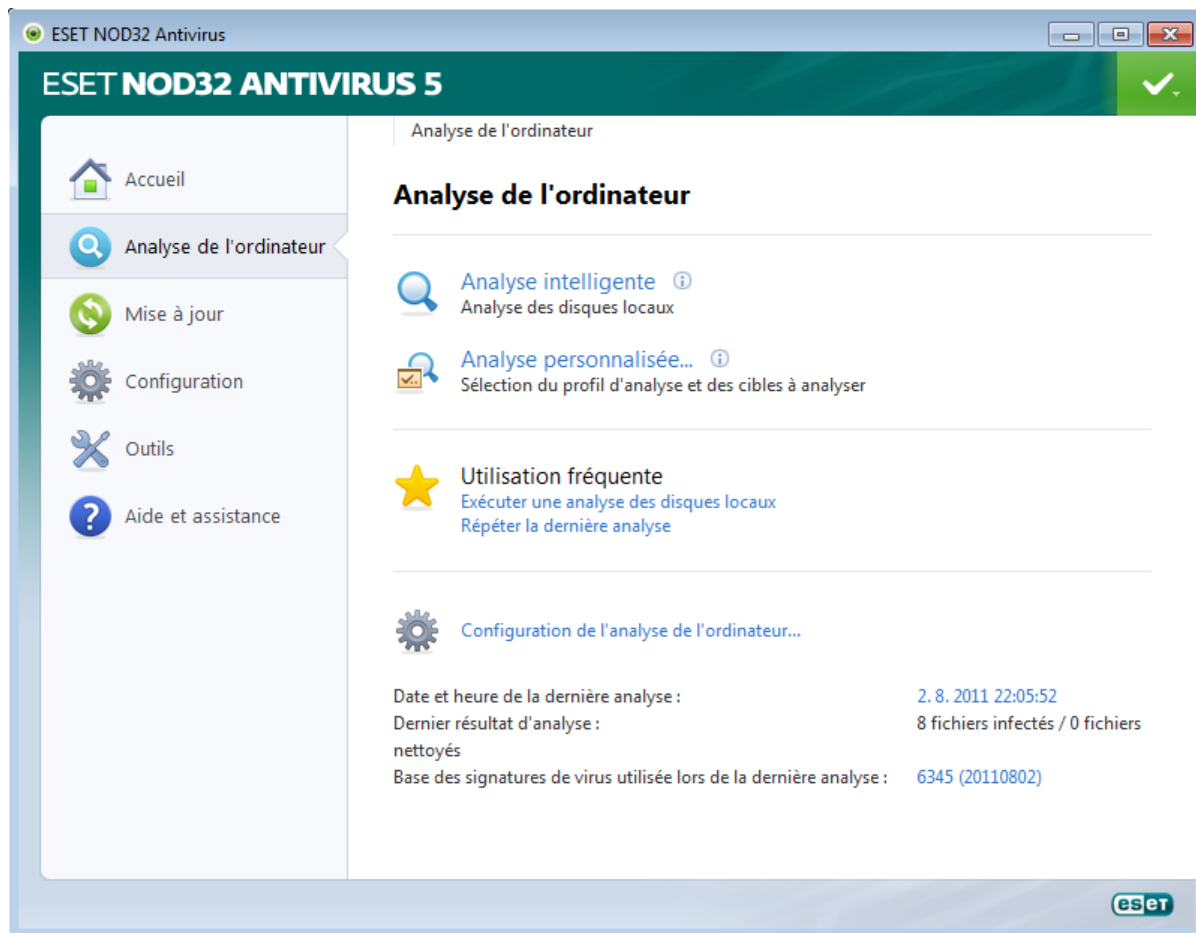 ESET NOD32 Antivirus
ESET NOD32 ANTIVIRUS 5
Accueil
Analyse de l'ordinateur
Mise à jour
Configuration
Outils
Aide et assistance
Analyse de l'ordinateur
Analyse de l'ordinateur
Analyse intelligente
Analyse des disques locaux
Analyse personnalisée...
Sélection du profil d'analyse et des cibles à analyser
Utilisation fréquente
Exécuter une analyse des disques locaux
Répéter la dernière analyse
Configuration de l'analyse de l'ordinateur...
Date et heure de la dernière analyse : 2. 8. 2011 22:05:52
Dernier résultat d'analyse : 8 fichiers infectés / 0 fichiers
nettoyés
Base des signatures de virus utilisée lors de la dernière analyse : 6345 (20110802)
eset